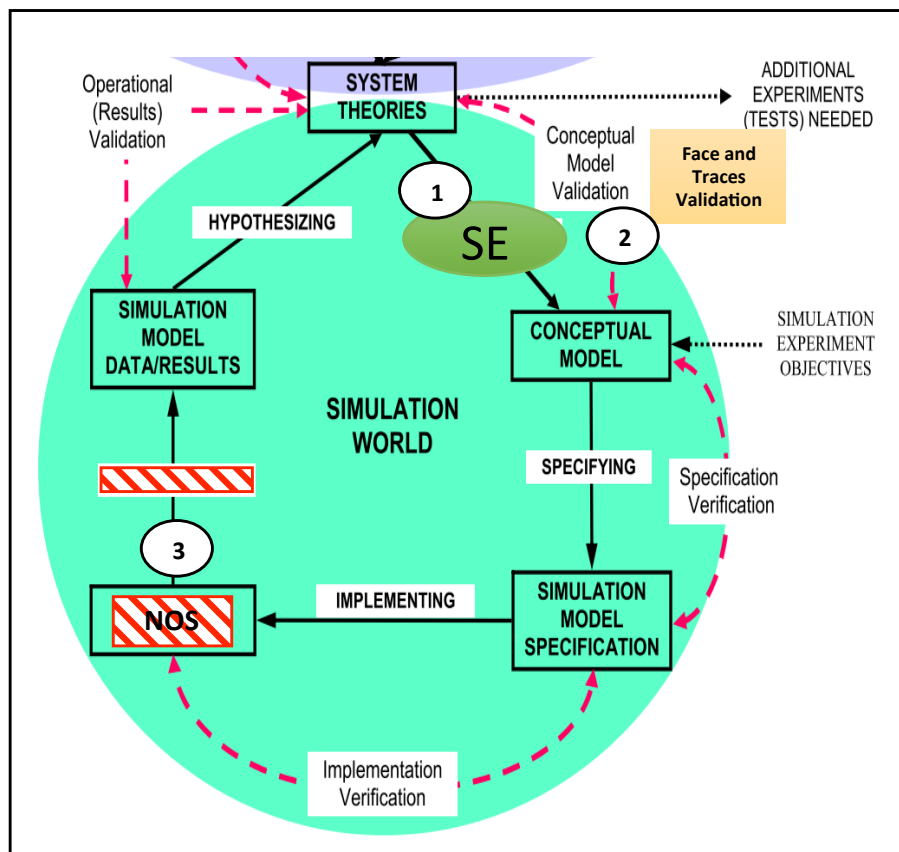 SYSTEM
THEORIES
Operational
(Results)
Validation
ADDITIONAL
EXPERIMENTS
(TESTS) NEEDED
Conceptual
Model
Validation
Face and
Traces
Validation
1
HYPOTHESIZING
SE
2
SIMULATION
MODEL
DATA/RESULTS
CONCEPTUAL
MODEL
SIMULATION
EXPERIMENT
OBJECTIVES
SIMULATION
WORLD
SPECIFYING
Specification
Verification
3
NOS
IMPLEMENTING
SIMULATION
MODEL
SPECIFICATION
Implementation
Verification